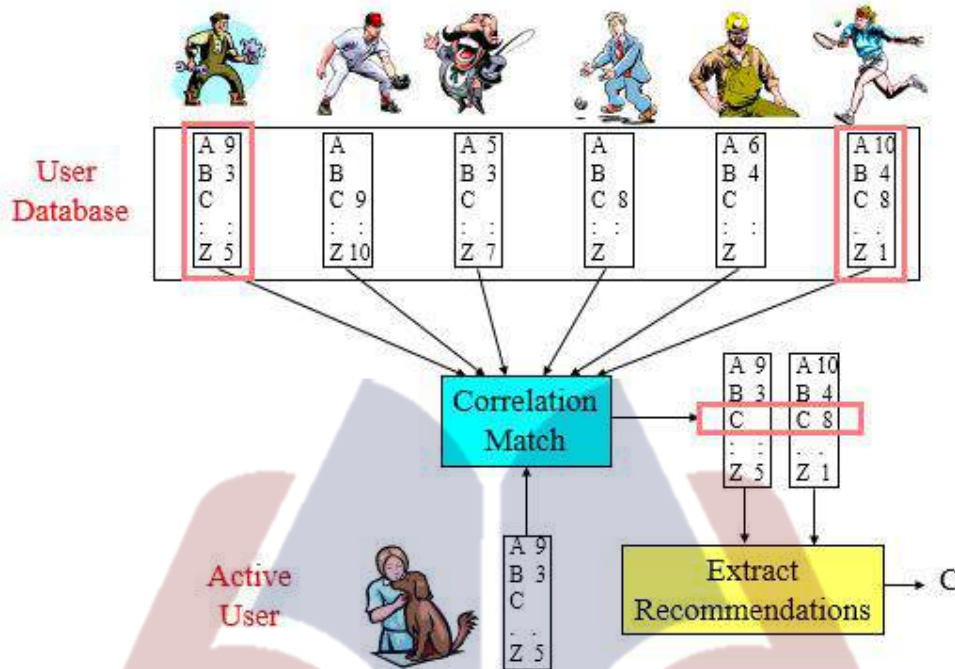 User
Database
A 9
B 3
C
: :
Z 5
A
B
C 9
: :
Z 10
A 5
B 3
C
: :
Z 7
A
B
C 8
: :
Z
A 6
B 4
C
: :
Z
A 10
B 4
C 8
. .
Z 1
Correlation
Match
A 9
B 3
C
: :
Z 5
A 10
B 4
C 8
. .
Z 1
Active
User
A 9
B 3
C
. .
Z 5
Extract
Recommendations
C